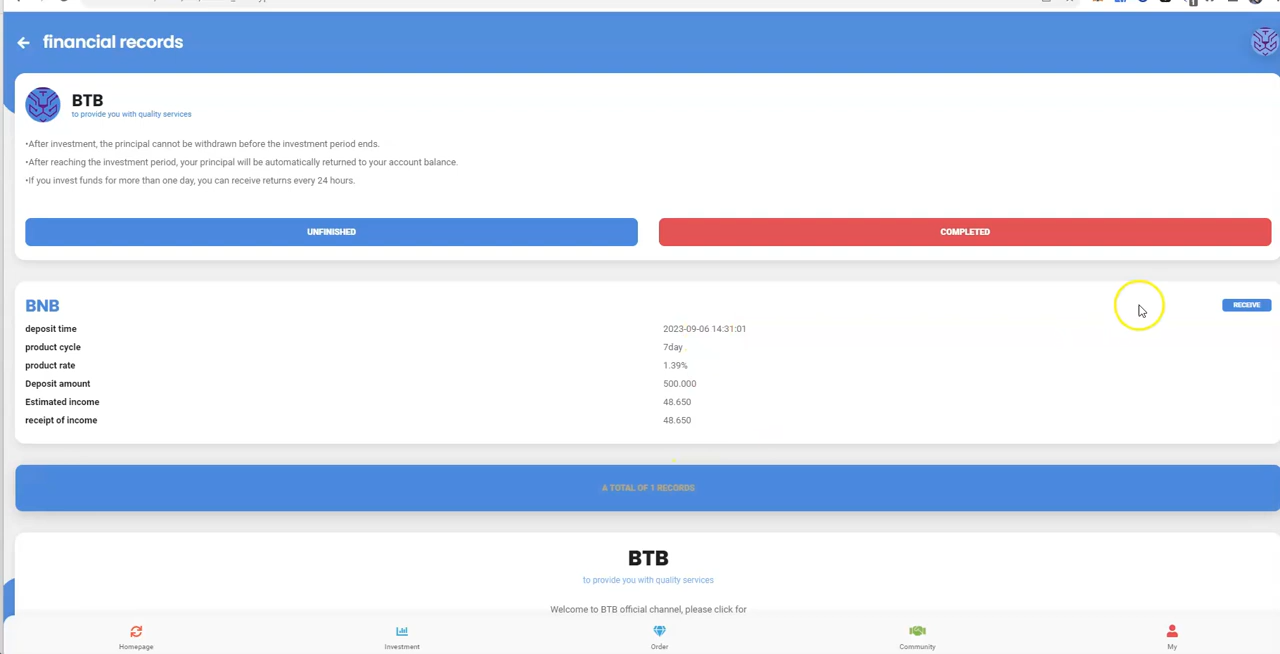 financial records
BTB
to provide you with quality services
•After investment, the principal cannot be withdrawn before the investment period ends.
•After reaching the investment period, your principal will be automatically returned to your account balance.
•If you invest funds for more than one day, you can receive returns every 24 hours.
UNFINISHED
COMPLETED
BNB
RECEIVE
deposit time 2023-09-06 14:31:01
product cycle 7day
product rate 1.39%
Deposit amount 500.000
Estimated income 48.650
receipt of income 48.650
A TOTAL OF 1 RECORDS
BTB
to provide you with quality services
Welcome to BTB official channel, please click for
Homepage
Investment
Order
Community
My